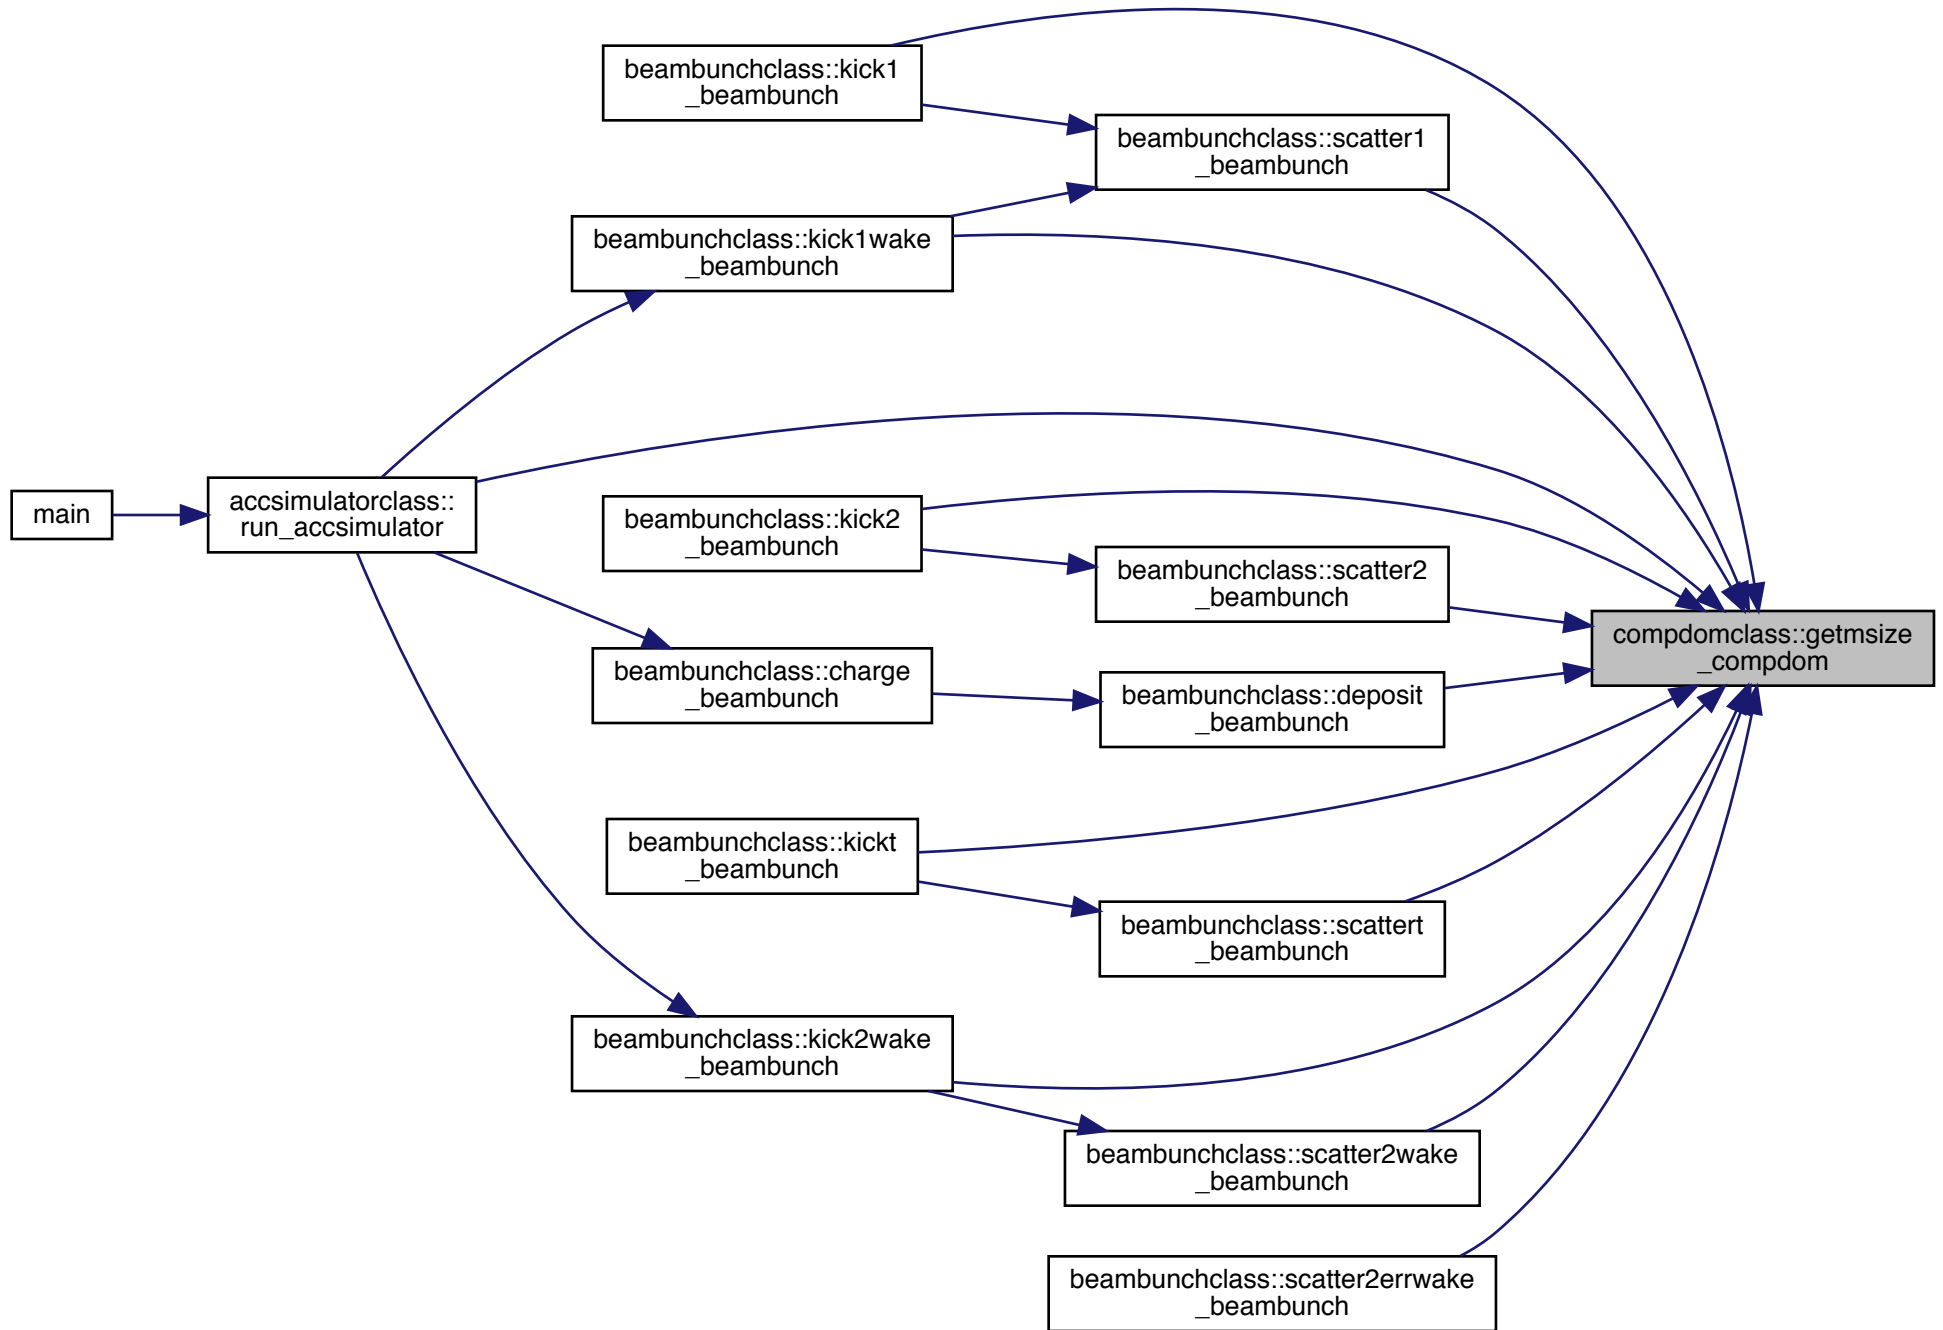 beambunchclass::kick1
_beambunch
beambunchclass::scatter1
_beambunch
beambunchclass::kick1wake
_beambunch
main
accsimulatorclass::
run_accsimulator
beambunchclass::kick2
_beambunch
beambunchclass::scatter2
_beambunch
compdomclass::getmsize
_compdom
beambunchclass::charge
_beambunch
beambunchclass::deposit
_beambunch
beambunchclass::kickt
_beambunch
beambunchclass::scattert
_beambunch
beambunchclass::kick2wake
_beambunch
beambunchclass::scatter2wake
_beambunch
beambunchclass::scatter2errwake
_beambunch